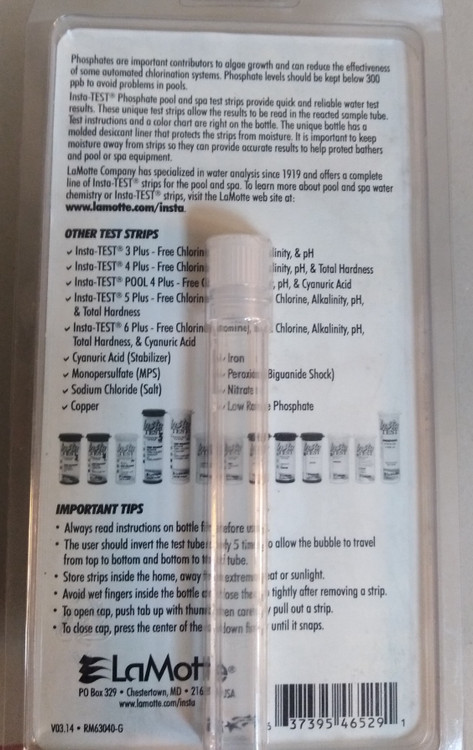 Phosphates are important contributors to algae growth and can reduce the effectiveness
of some automated chlorination systems. Phosphate levels should be kept below 300
ppb to avoid problems in pools.
Insta-TEST® Phosphate pool and spa test strips provide quick and reliable water test
results. These unique test strips allow the results to be read in the reacted sample tube.
Test instructions and a color chart are right on the bottle. The unique bottle has a
molded desiccant liner that protects the strips from moisture. It is important to keep
moisture away from strips so they can provide accurate results to help protect bathers
and pool or spa equipment.
LaMotte Company has specialized in water analysis since 1919 and offers a complete
line of Insta-TEST® strips for the pool and spa. To learn more about pool and spa water
chemistry or Insta-TEST® strips, visit the LaMotte web site at:
www.lamotte.com/insta.
OTHER TEST STRIPS
✓ Insta-TEST® 3 Plus - Free Chlorin linity, & pH
✓ Insta-TEST® 4 Plus - Free Chlorin linity, pH, & Total Hardness
✓ Insta-TEST® POOL 4 Plus - Free C , pH, & Cyanuric Acid
✓ Insta-TEST® 5 Plus - Free Chlorin Chlorine, Alkalinity, pH,
& Total Hardness
✓ Insta-TEST® 6 Plus - Free Chlorin Chlorine, Alkalinity, pH,
Total Hardness, & Cyanuric Acid
✓ Cyanuric Acid (Stabilizer) ✓ Iron
✓ Monopersulfate (MPS) ✓ Peroxide Biguanide Shock)
✓ Sodium Chloride (Salt) ✓ Nitrate
✓ Copper ✓ Low Range Phosphate
IMPORTANT TIPS
• Always read instructions on bottle before
• The user should invert the test tube 5 to allow the bubble to travel
from top to bottom and bottom to tube.
• Store strips inside the home, away extreme heat or sunlight.
• Avoid wet fingers inside the bottle tightly after removing a strip.
• To open cap, push tab up with thum pull out a strip.
• To close cap, press the center of the down until it snaps.
LaMotte®
PO Box 329 • Chestertown, MD • 216 USA
www.lamotte.com/insta
V03.14 • RM63040-G
6 37395 46529 1